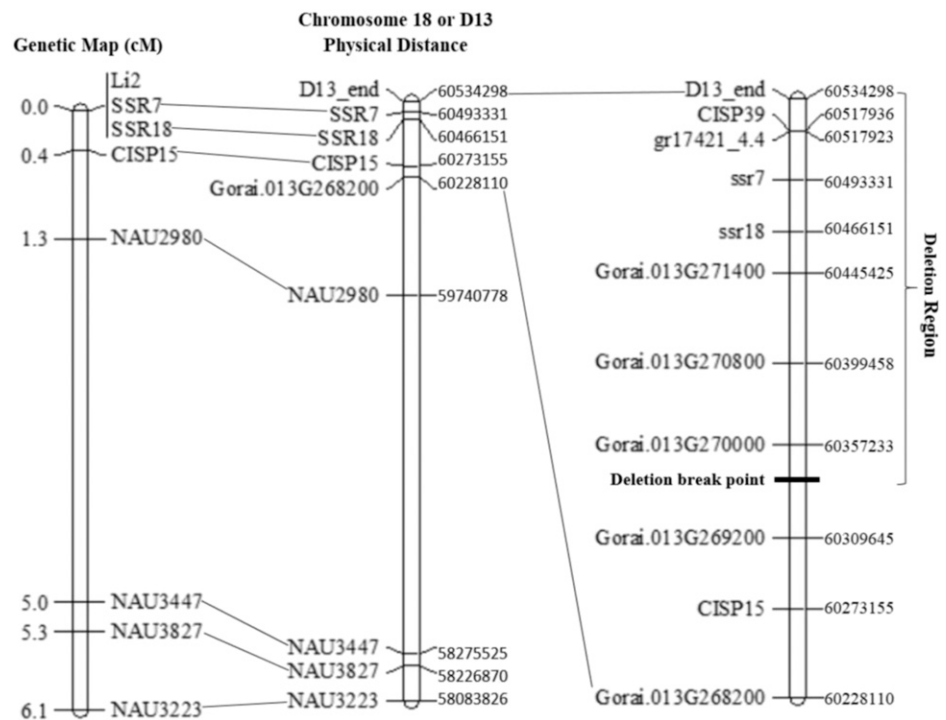 Genetic Map (cM)
Li2
0.0 SSR7
SSR18
0.4 CISP15
1.3 NAU2980
5.0 NAU3447
5.3 NAU3827
6.1 NAU3223
Chromosome 18 or D13
Physical Distance
D13_end 60534298
SSR7 60493331
SSR18 60466151
CISP15 60273155
Gorai.013G268200 60228110
NAU2980 59740778
NAU3447 58275525
NAU3827 58226870
NAU3223 58083826
D13_end 60534298
CISP39 60517936
gr17421_4.4 60517923
ssr7 60493331
ssr18 60466151
Gorai.013G271400 60445425
Gorai.013G270800 60399458
Gorai.013G270000 60357233
Deletion break point
Gorai.013G269200 60309645
CISP15 60273155
Gorai.013G268200 60228110
Deletion
Region